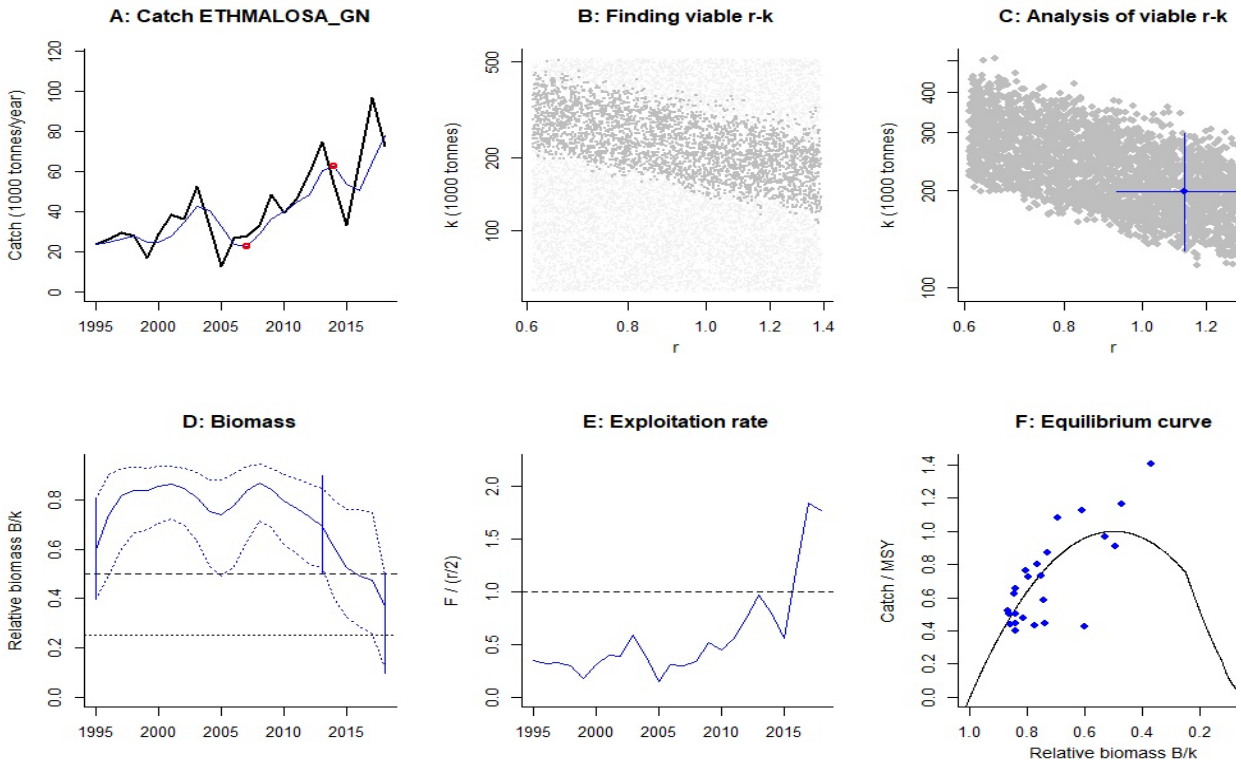 A: Catch ETHMALOSA_GN
Catch (1000 tonnes/year)
120
100
80
60
40
20
0
1995 2000 2005 2010 2015
B: Finding viable r-k
k (1000 tonnes)
500
200
100
0.6 0.8 1.0 1.2 1.4
r
C: Analysis of viable r-k
k (1000 tonnes)
400
300
200
100
0.6 0.8 1.0 1.2
r
D: Biomass
Relative biomass B/k
0.8
0.6
0.4
0.2
0.0
1995 2000 2005 2010 2015
E: Exploitation rate
F / (r/2)
2.0
1.5
1.0
0.5
0.0
1995 2000 2005 2010 2015
F: Equilibrium curve
Catch / MSY
1.4
1.2
1.0
0.8
0.6
0.4
0.2
0.0
1.0 0.8 0.6 0.4 0.2
Relative biomass B/k